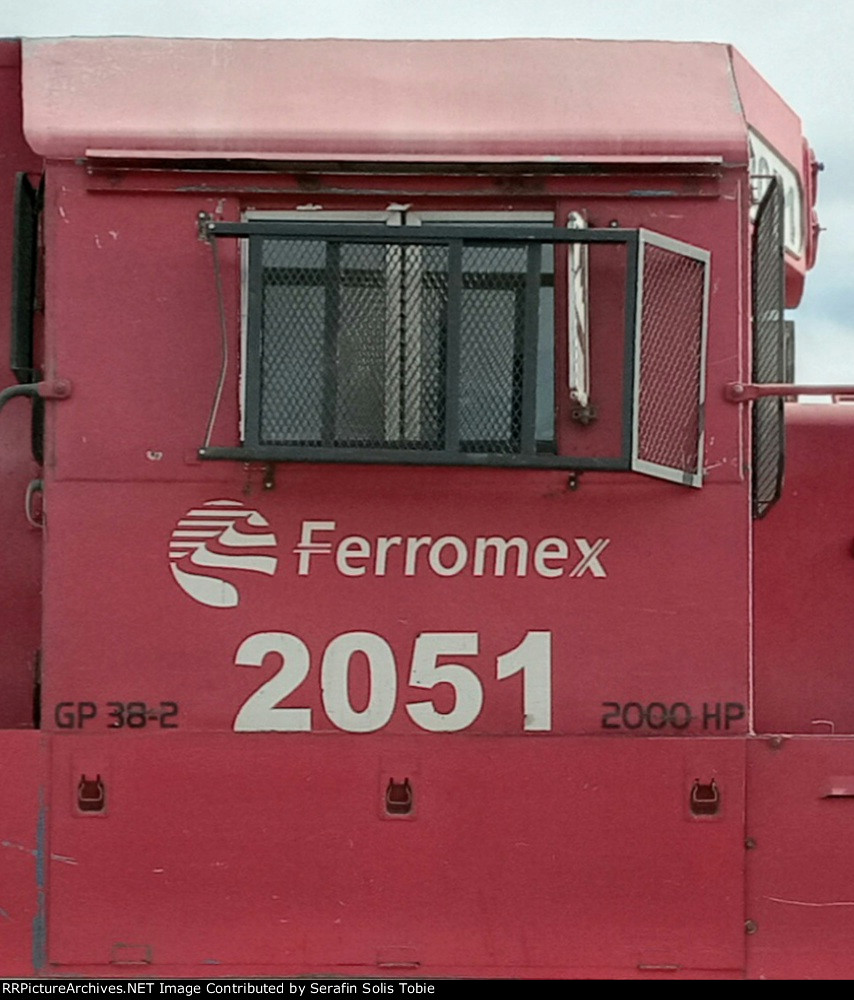 Ferromex
2051
GP 38-2
2000 HP
RRPictureArchives.NET Image Contributed by Serafin Solis Tobie